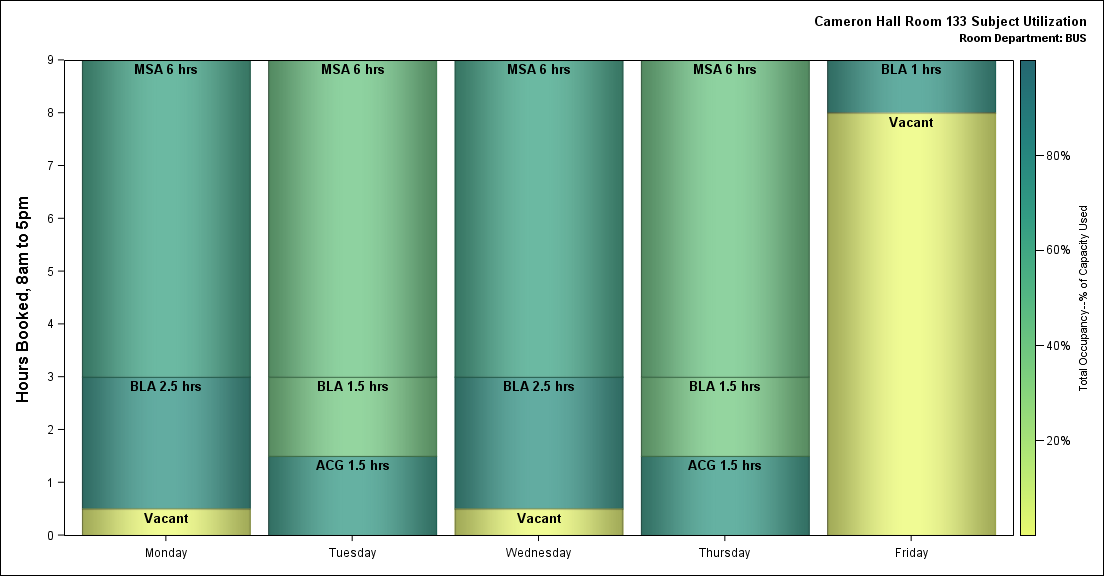 Cameron Hall Room 133 Subject Utilization
Room Department: BUS
Hours Booked, 8am to 5pm
9
8
7
6
5
4
3
2
1
0
MSA 6 hrs
BLA 2.5 hrs
Vacant
MSA 6 hrs
BLA 1.5 hrs
ACG 1.5 hrs
MSA 6 hrs
BLA 2.5 hrs
Vacant
MSA 6 hrs
BLA 1.5 hrs
ACG 1.5 hrs
BLA 1 hrs
Vacant
Monday
Tuesday
Wednesday
Thursday
Friday
80%
60%
40%
20%
Total Occupancy--% of Capacity Used